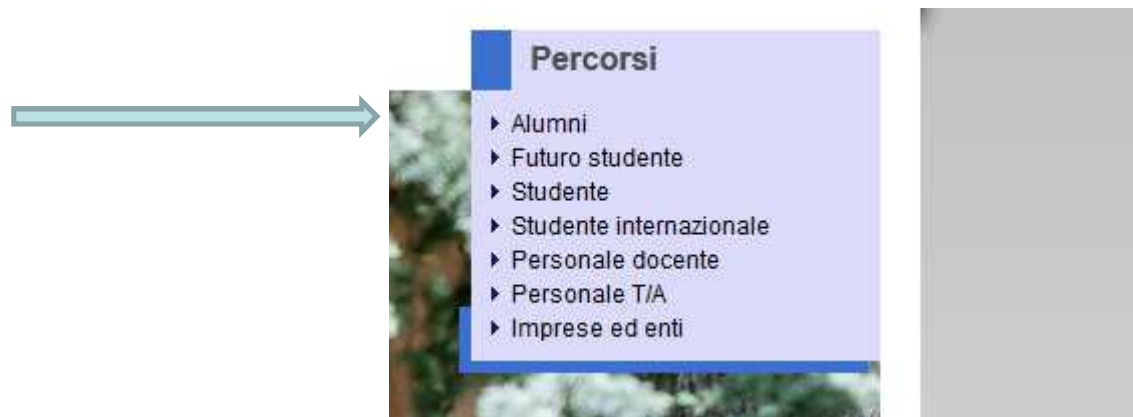 Percorsi
Alumni
Futuro studente
Studente
Studente internazionale
Personale docente
Personale T/A
Imprese ed enti